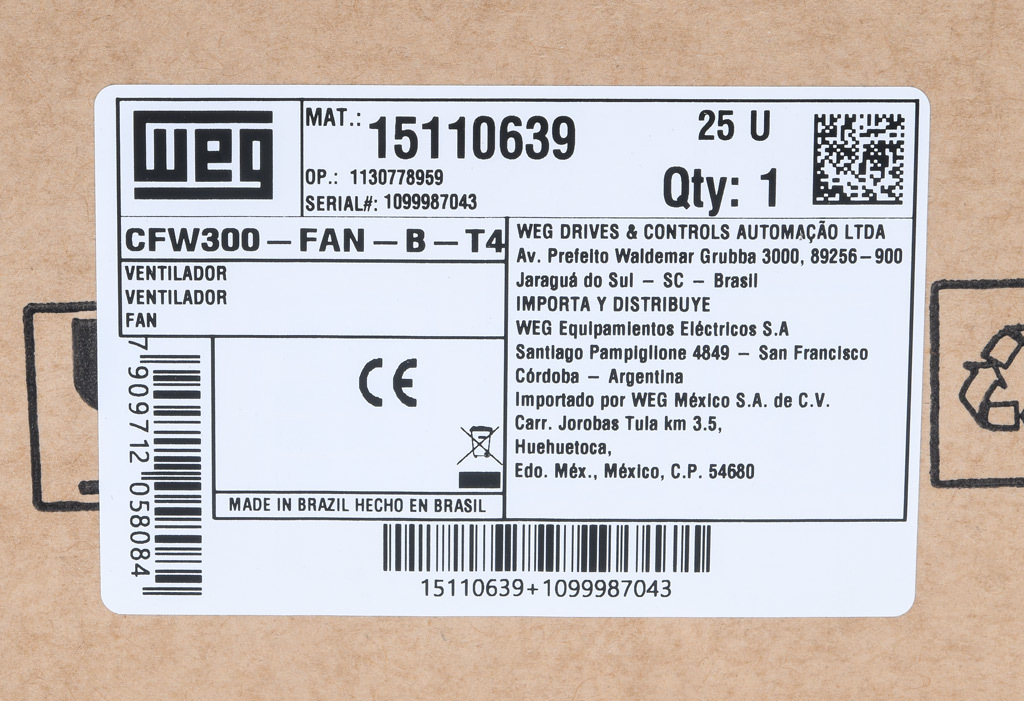 weg
MAT.: 15110639
25 U
OP.: 1130778959
Qty: 1
SERIAL#: 1099987043
CFW300-FAN-B-T4
VENTILADOR
VENTILADOR
FAN
WEG DRIVES & CONTROLS AUTOMAÇÃO LTDA
Av. Prefeito Waldemar Grubba 3000, 89256-900
Jaraguá do Sul - SC - Brasil
IMPORTA Y DISTRIBUYE
WEG Equipamientos Eléctricos S.A
Santiago Pampiglione 4849 - San Francisco
Córdoba - Argentina
Importado por WEG México S.A. de C.V.
Carr. Jorobas Tula km 3.5,
Huehuetoca,
Edo. Méx., México, C.P. 54680
CE
MADE IN BRAZIL HECHO EN BRASIL
7 909712 058084
15110639+1099987043